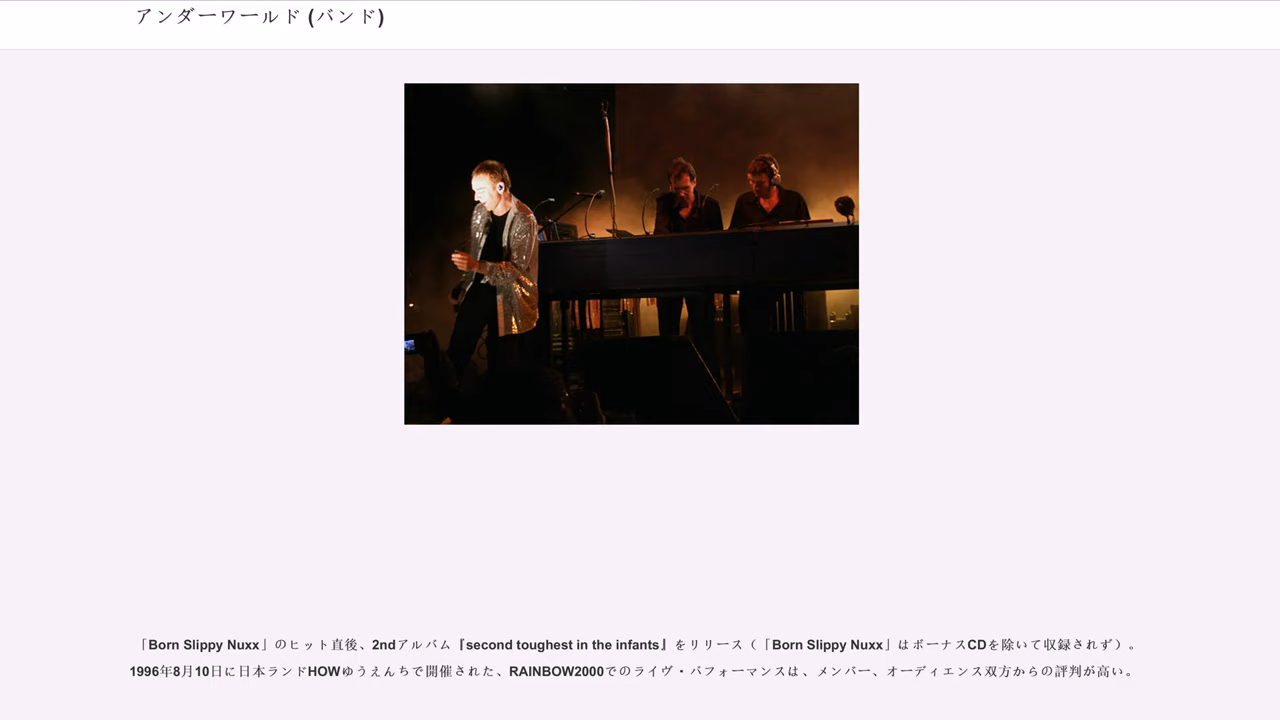 アンダーワールド (バンド)
「Born Slippy Nuxx」のヒット直後、2ndアルバム『second toughest in the infants』をリリース（「Born Slippy Nuxx」はボーナスCDを除いて収録されず）。
1996年8月10日に日本ランドHOWゆうえんちで開催された、RAINBOW2000でのライヴ・パフォーマンスは、メンバー、オーディエンス双方からの評判が高い。